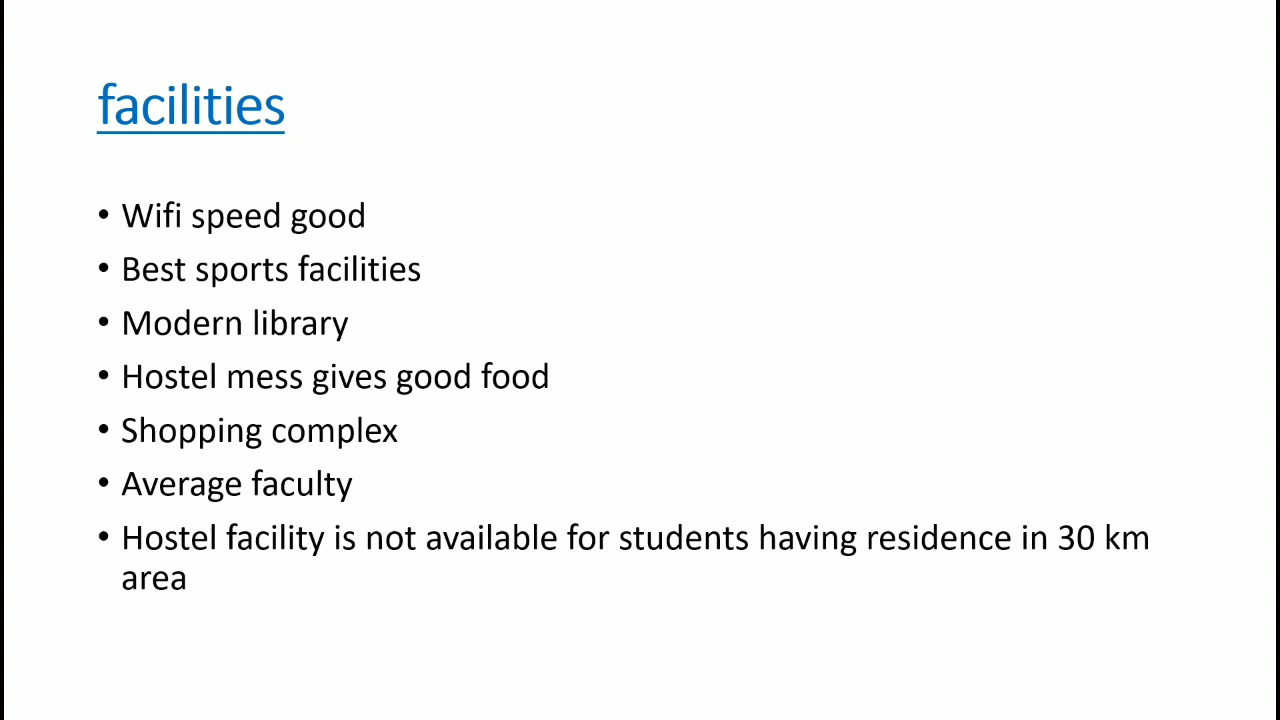 facilities
• Wifi speed good
• Best sports facilities
• Modern library
• Hostel mess gives good food
• Shopping complex
• Average faculty
• Hostel facility is not available for students having residence in 30 km
area